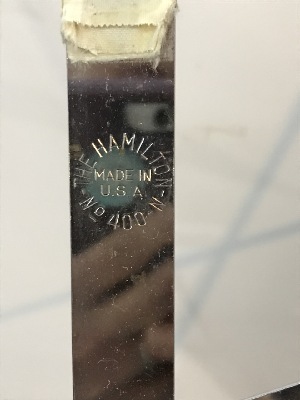 THE HAMILTON
MADE IN
U.S.A
Nº 400-N